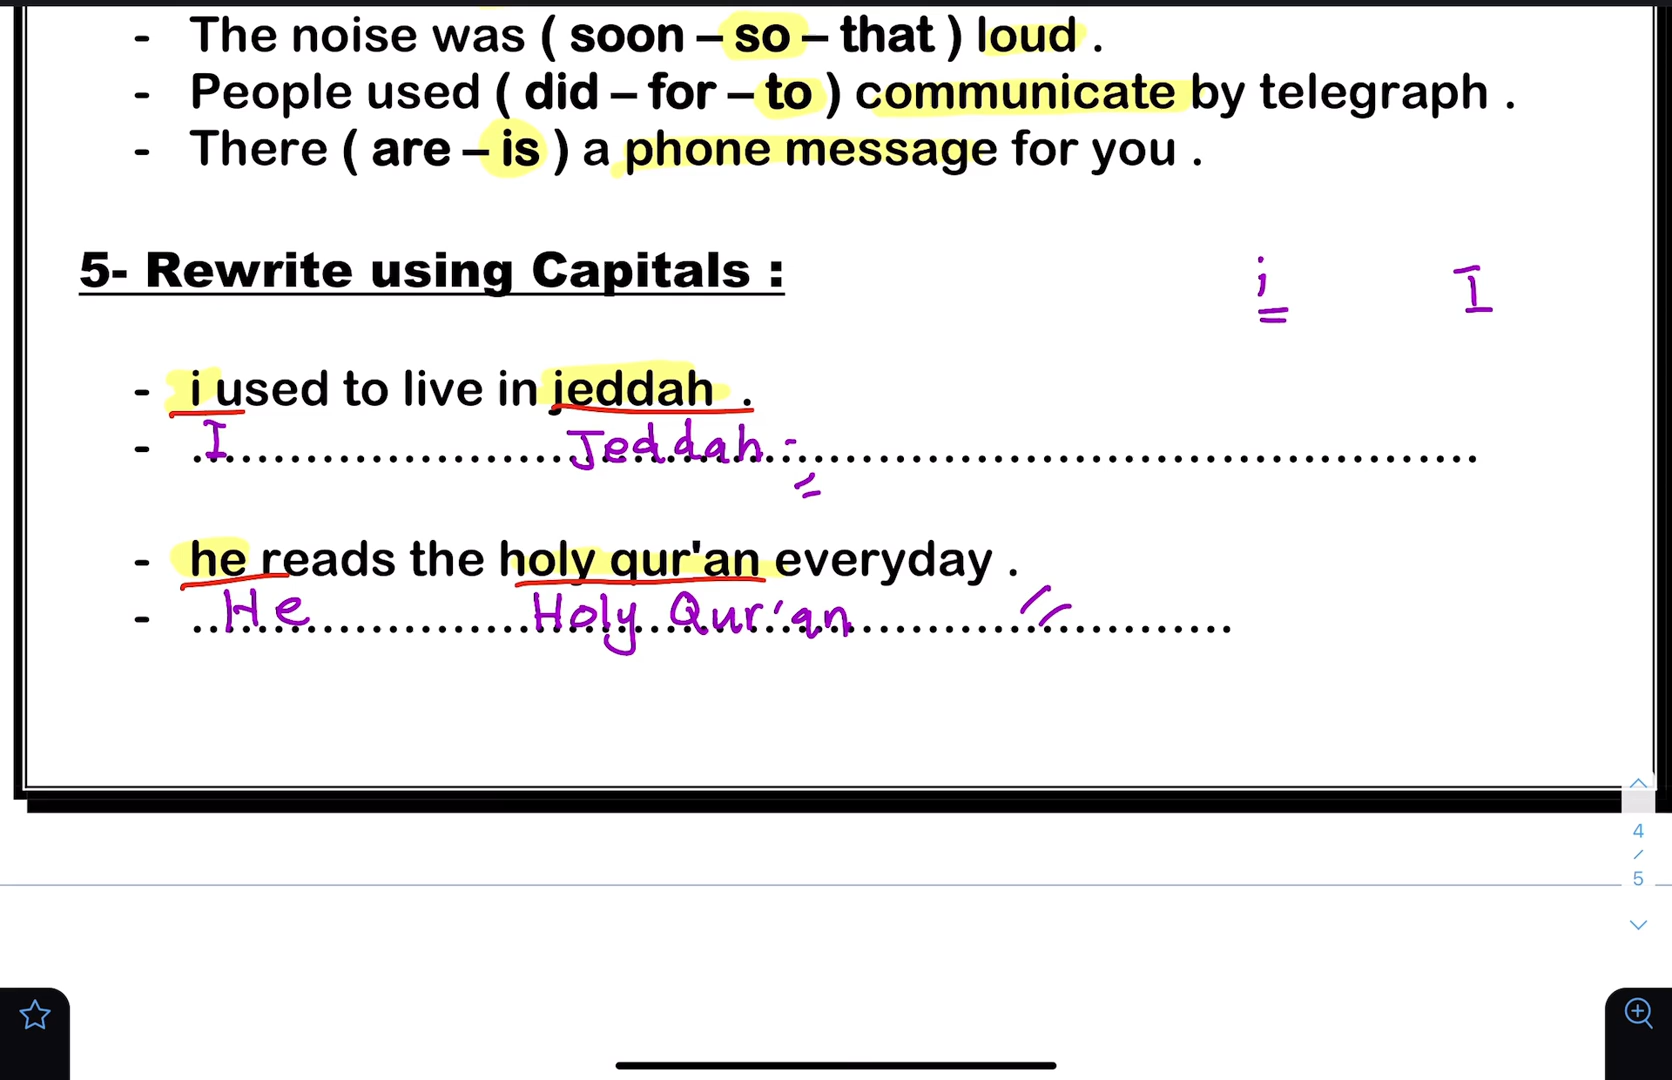 - The noise was ( soon – so – that ) loud .
- People used ( did – for – to ) communicate by telegraph .
- There ( are – is ) a phone message for you .
5- Rewrite using Capitals :
i I
- i used to live in jeddah .
- I.......................Jeddah...........................................
- he reads the holy qur'an everyday .
- ..He..............Holy Qur'an.......................
4
/
5